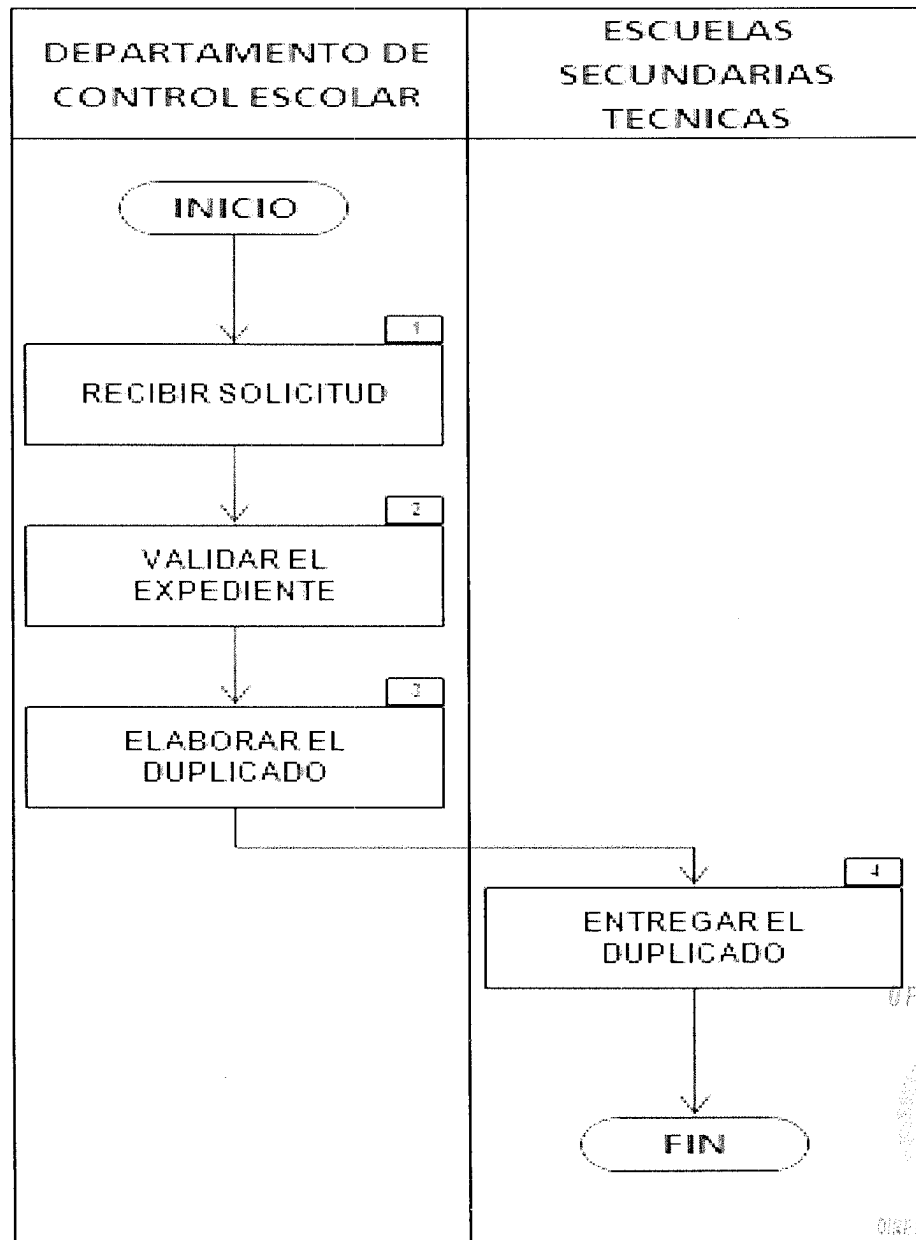 DEPARTAMENTO DE
CONTROL ESCOLAR
ESCUELAS
SECUNDARIAS
TECNICAS
INICIO
1
RECIBIR SOLICITUD
2
VALIDAR EL
EXPEDIENTE
3
ELABORAR EL
DUPLICADO
4
ENTREGAR EL
DUPLICADO
FIN